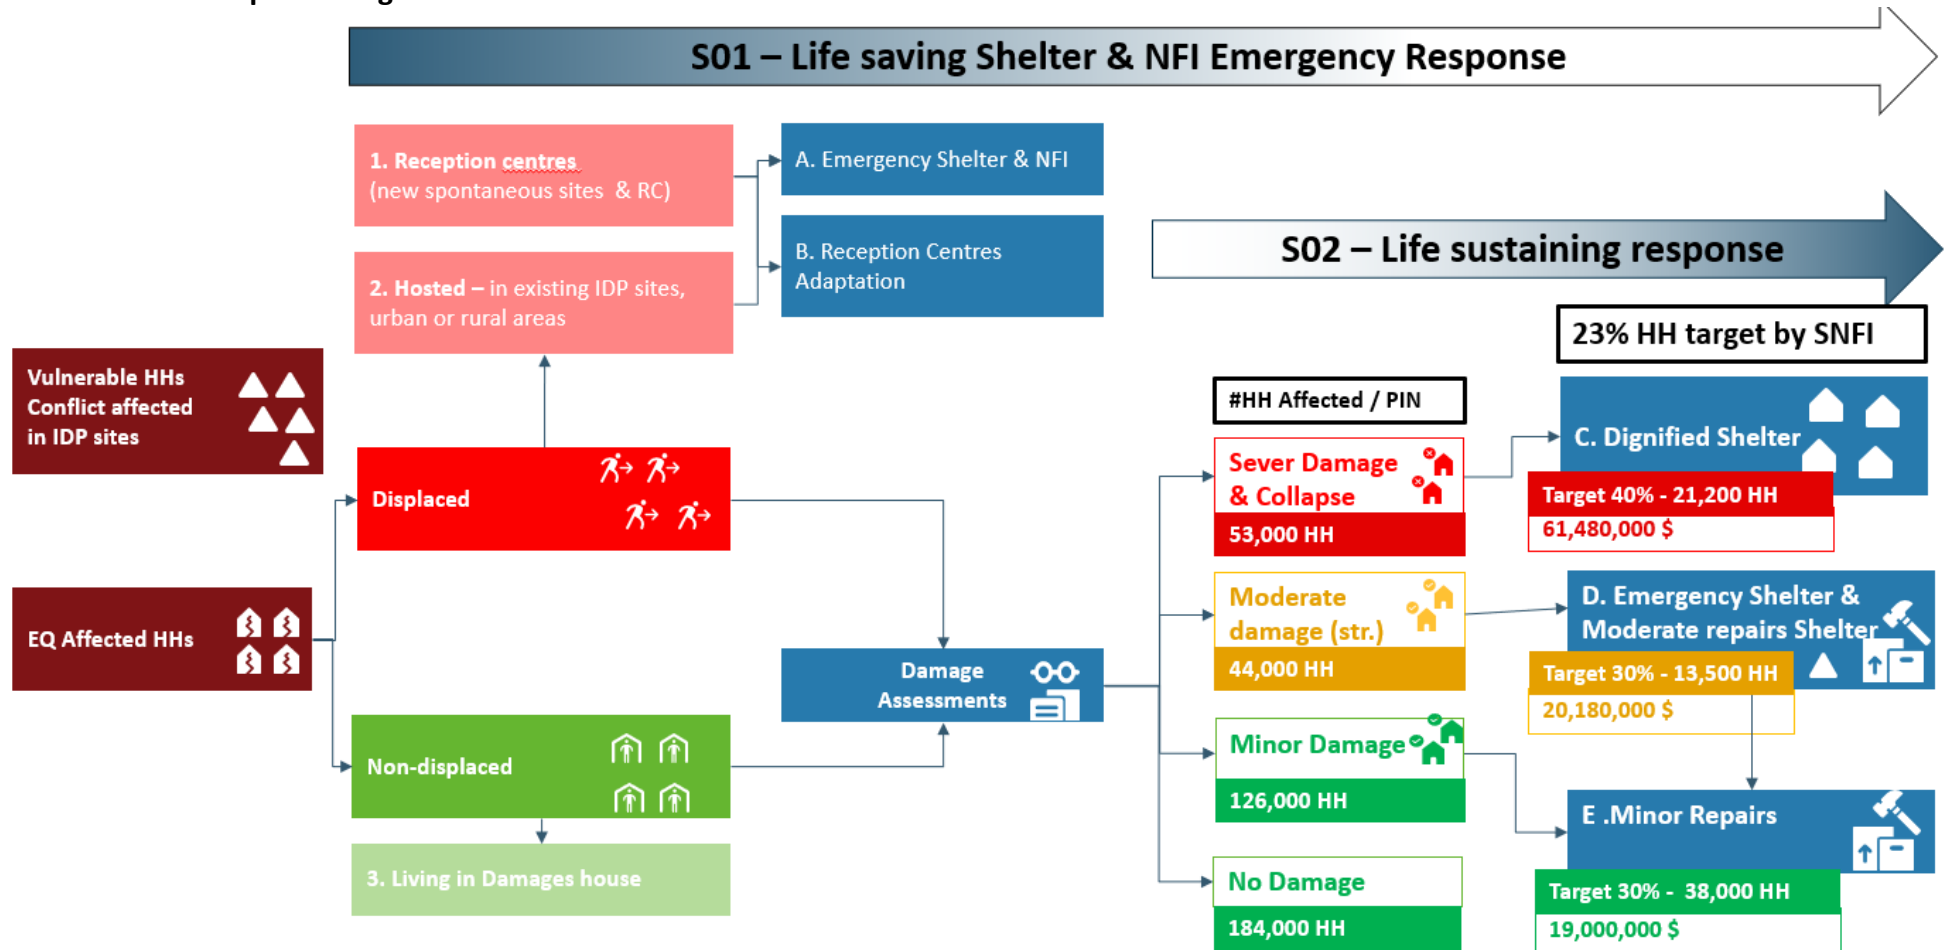 S01 – Life saving Shelter & NFI Emergency Response
1. Reception centres
(new spontaneous sites & RC)
A. Emergency Shelter & NFI
B. Reception Centres
Adaptation
2. Hosted – in existing IDP sites,
urban or rural areas
S02 – Life sustaining response
23% HH target by SNFI
Vulnerable HHs
Conflict affected
in IDP sites
#HH Affected / PIN
Displaced
Sever Damage
& Collapse
53,000 HH
C. Dignified Shelter
Target 40% - 21,200 HH
61,480,000 $
EQ Affected HHs
Damage
Assessments
Moderate
damage (str.)
44,000 HH
D. Emergency Shelter &
Moderate repairs Shelter
Target 30% - 13,500 HH
20,180,000 $
Non-displaced
Minor Damage
126,000 HH
E .Minor Repairs
3. Living in Damages house
No Damage
184,000 HH
Target 30% - 38,000 HH
19,000,000 $